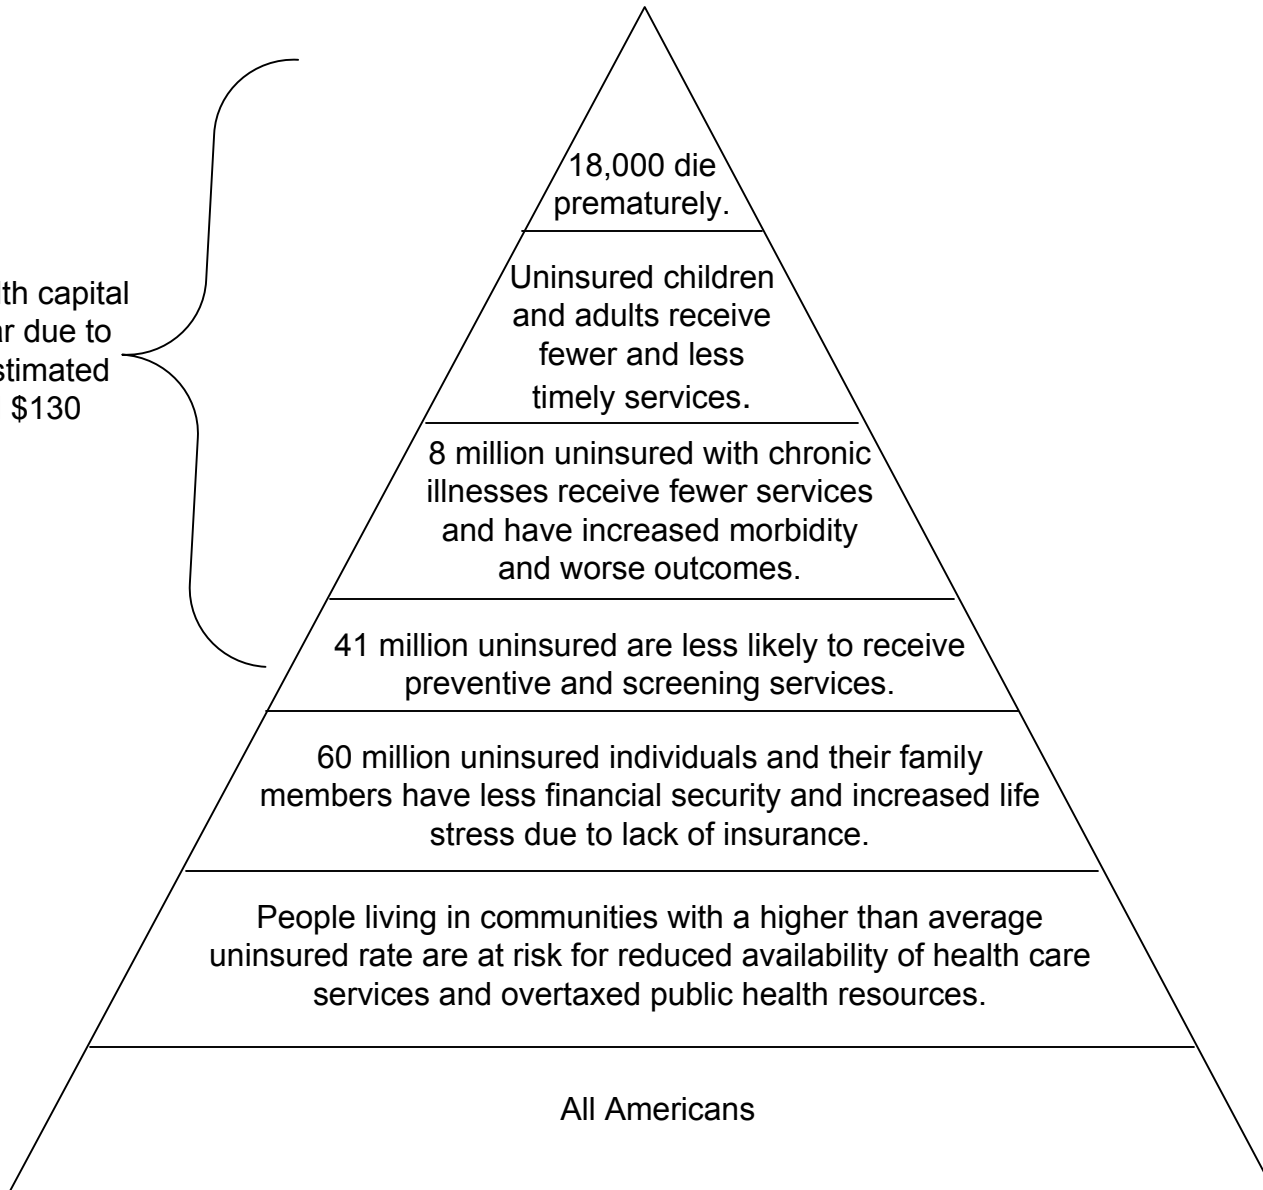 18,000 die
prematurely.
Uninsured children
and adults receive
fewer and less
timely services.
capital
due to
$130
8 million uninsured with chronic
illnesses receive fewer services
and have increased morbidity
and worse outcomes.
41 million uninsured are less likely to receive
preventive and screening services.
60 million uninsured individuals and their family
members have less financial security and increased life
stress due to lack of insurance.
People living in communities with a higher than average
uninsured rate are at risk for reduced availability of health care
services and overtaxed public health resources.
All Americans